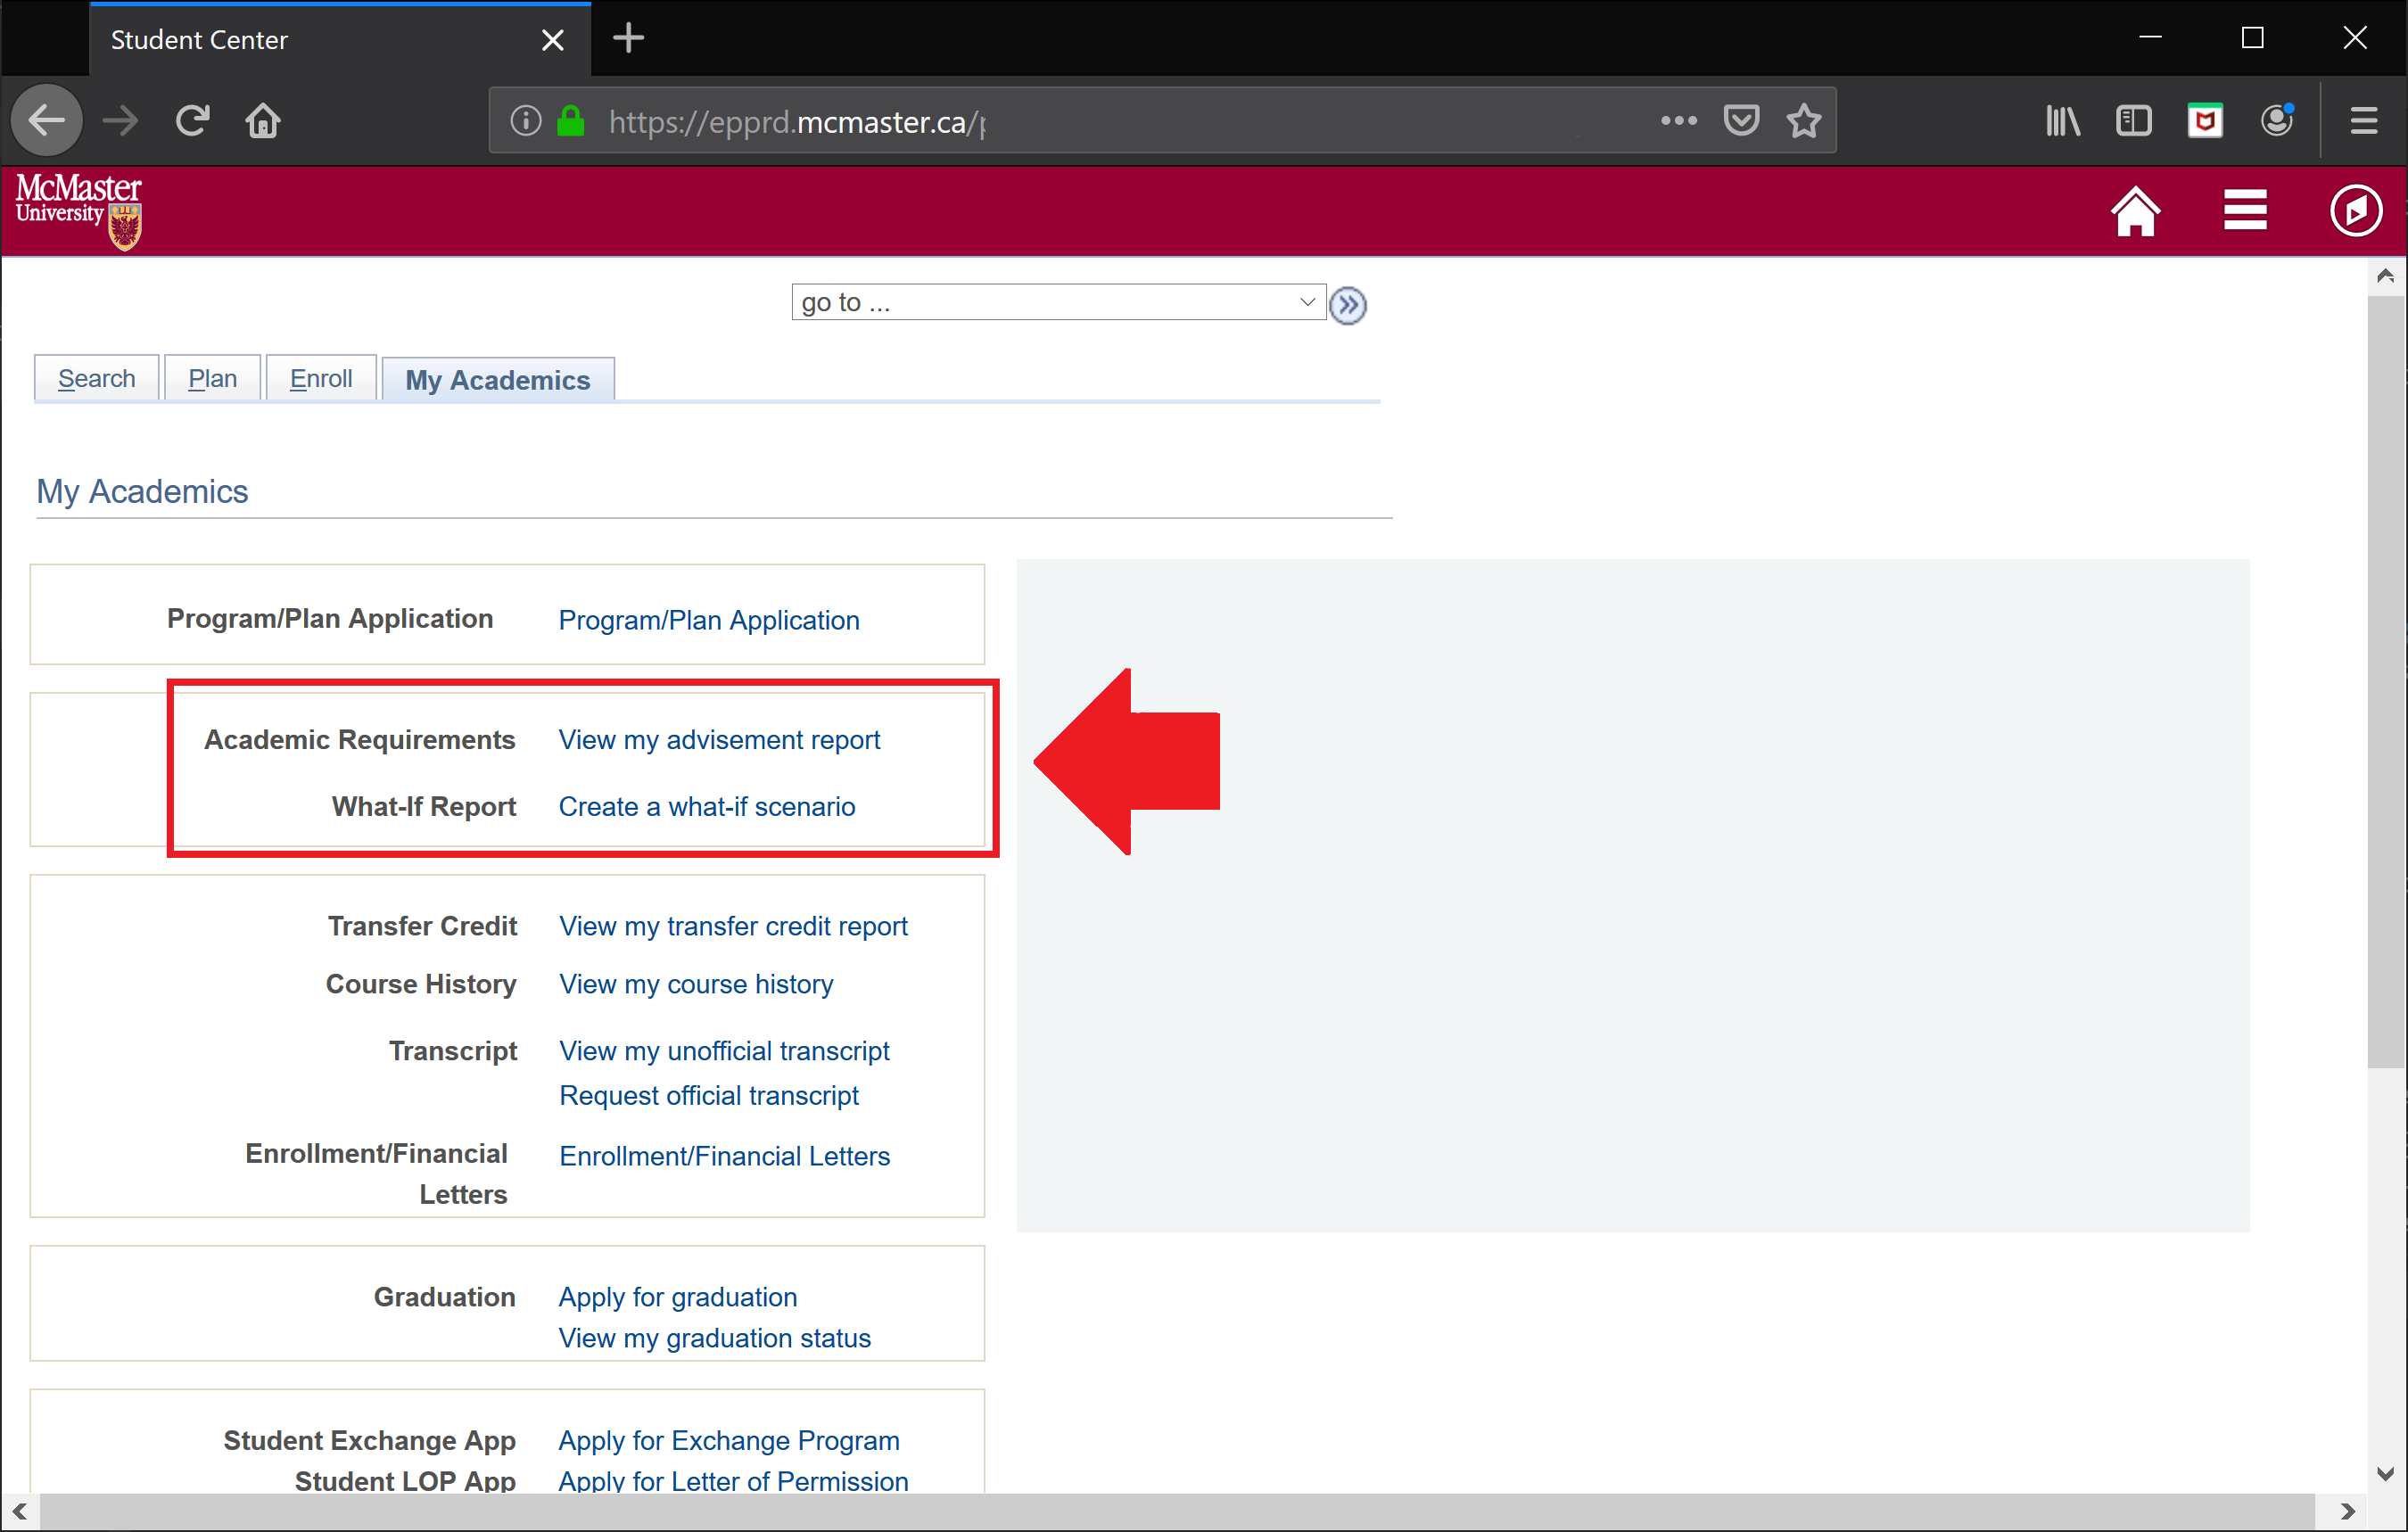 Student Center
https://epprd.mcmaster.ca/
McMaster
University
go to ...
Search Plan Enroll My Academics
My Academics
Program/Plan Application Program/Plan Application
Academic Requirements View my advisement report
What-If Report Create a what-if scenario
Transfer Credit View my transfer credit report
Course History View my course history
Transcript View my unofficial transcript
Request official transcript
Enrollment/Financial Enrollment/Financial Letters
Letters
Graduation Apply for graduation
View my graduation status
Student Exchange App Apply for Exchange Program
Student LOP App Apply for Letter of Permission